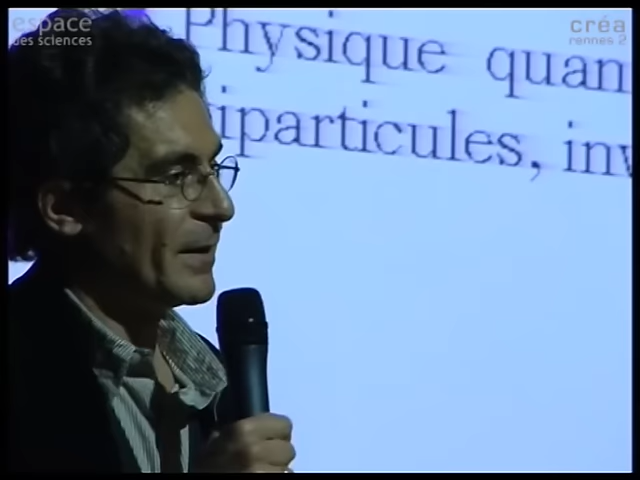 espace
des sciences
créa
rennes 2
Physique quan
iparticules, inv